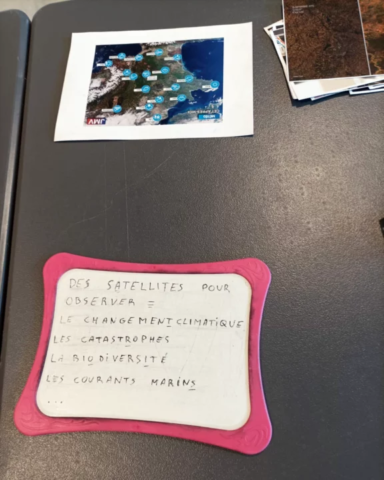 DES SATELLITES POUR
OBSERVER =
LE CHANGEMENT CLIMATIQUE
LES CATASTROPHES
LA BIODIVERSITÉ
LES COURANTS MARINS
...